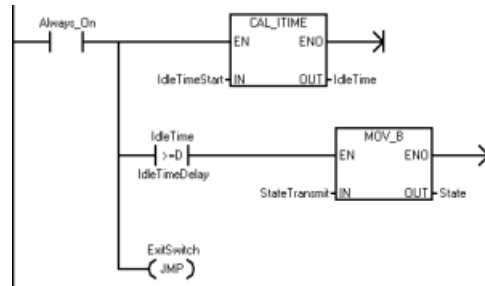 Always_On
CAL_ITIME
EN ENO
IdleTimeStart IN OUT IdleTime
IdleTime
>=D
IdleTimeDelay
MOV_B
EN ENO
StateTransmit IN OUT State
ExitSwitch
JMP